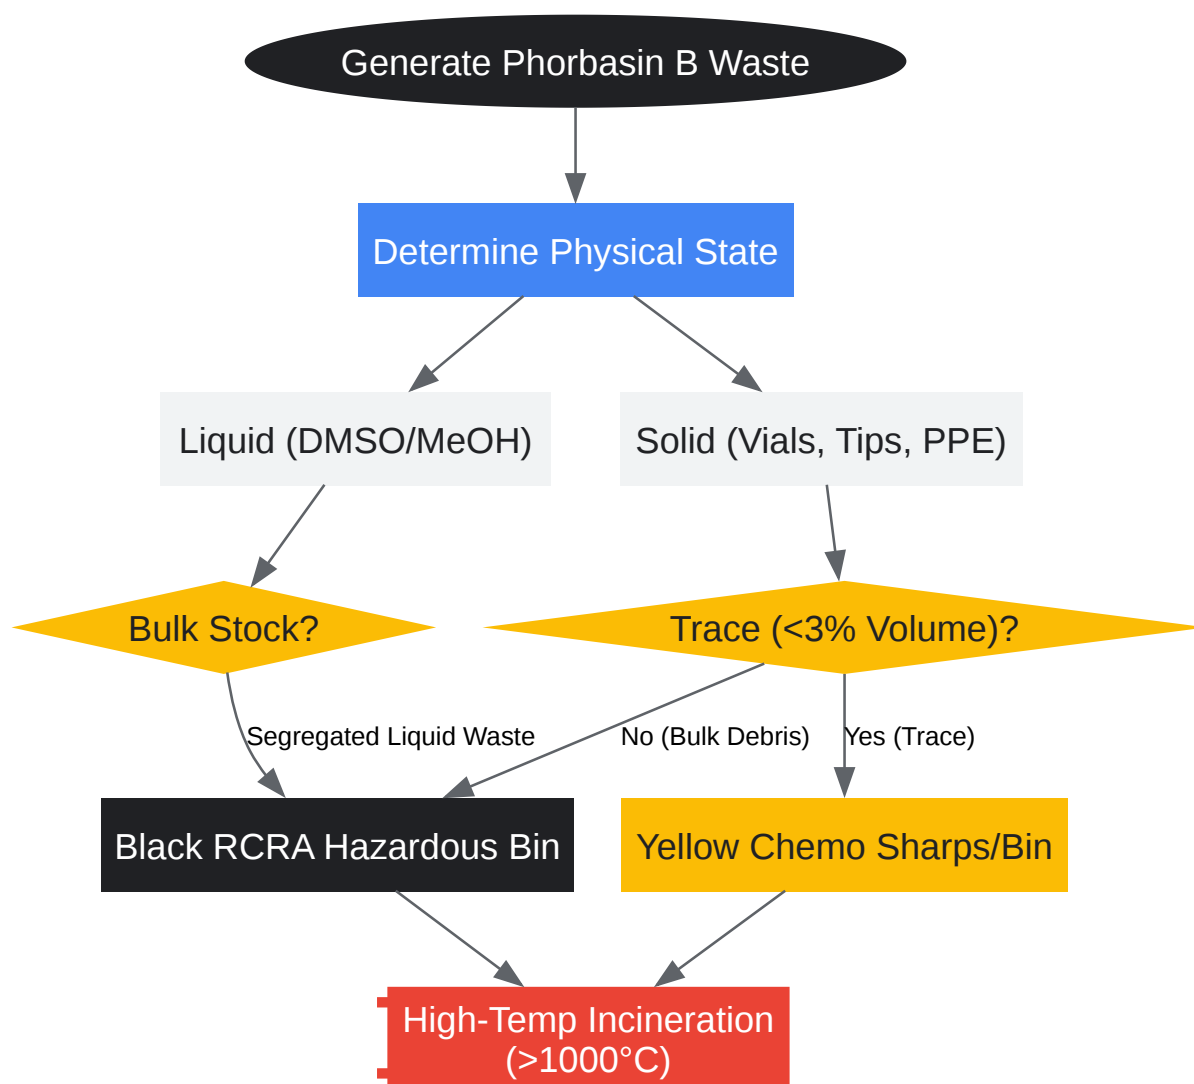 Generate Phorbasin B Waste
Determine Physical State
Liquid (DMSO/MeOH)
Solid (Vials, Tips, PPE)
Bulk Stock?
Trace (<3% Volume)?
Segregated Liquid Waste
No (Bulk Debris)
Yes (Trace)
Black RCRA Hazardous Bin
Yellow Chemo Sharps/Bin
High-Temp Incineration
(>1000°C)